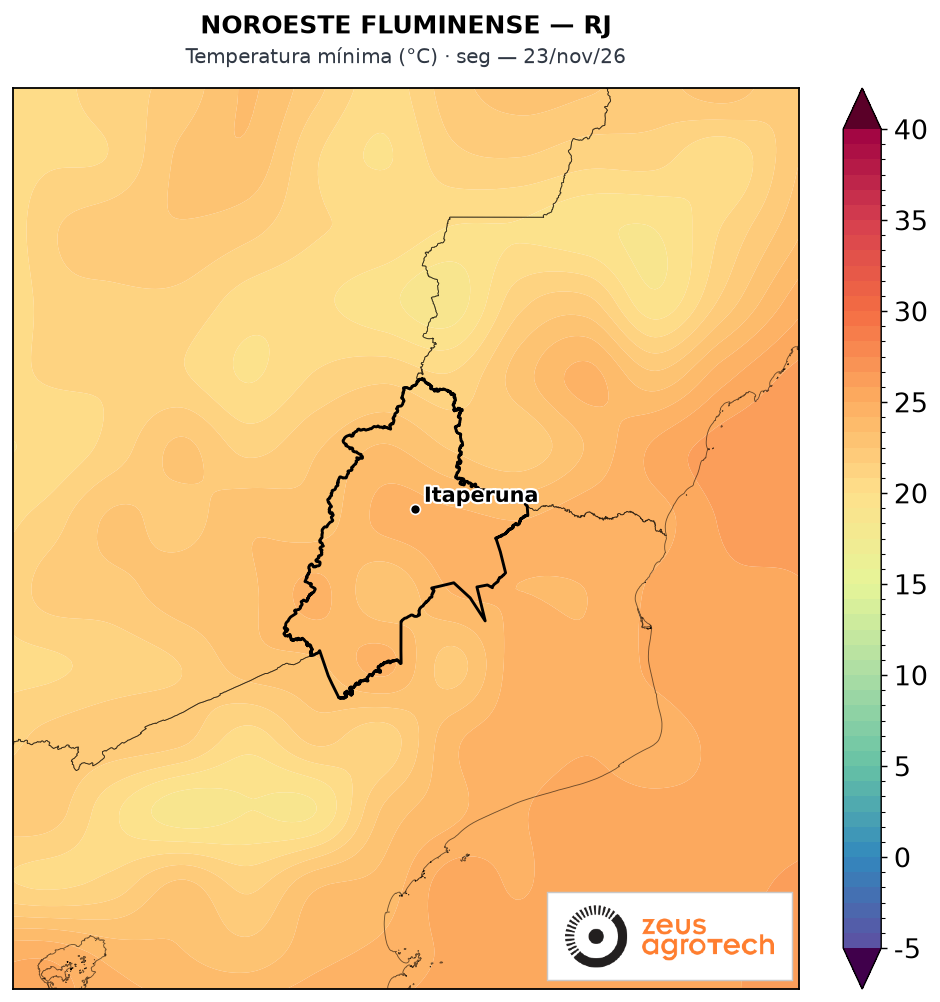 NOROESTE FLUMINENSE — RJ
Temperatura mínima (°C) · seg — 23/nov/26
Itaperuna
40
35
30
25
20
15
10
5
0
-5
zeus
agrotech